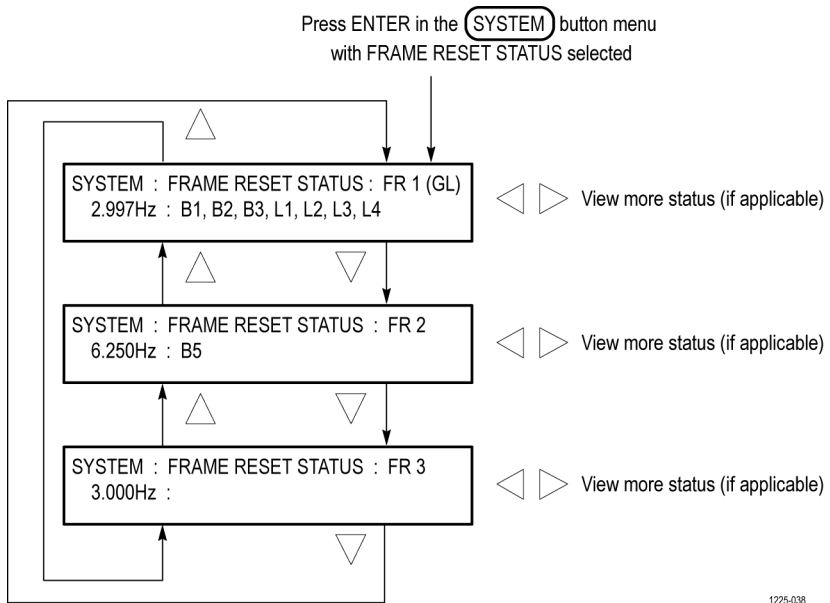 Press ENTER in the SYSTEM button menu
with FRAME RESET STATUS selected
SYSTEM : FRAME RESET STATUS : FR 1 (GL)
2.997Hz : B1, B2, B3, L1, L2, L3, L4
View more status (if applicable)
SYSTEM : FRAME RESET STATUS : FR 2
6.250Hz : B5
View more status (if applicable)
SYSTEM : FRAME RESET STATUS : FR 3
3.000Hz :
View more status (if applicable)
1225-038